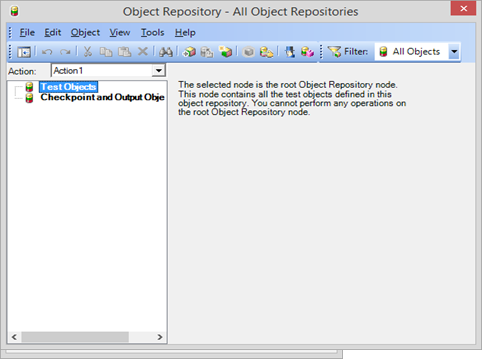 Object Repository - All Object Repositories
File Edit Object View Tools Help
Filter: All Objects
Action: Action1
Test Objects
Checkpoint and Output Obje
The selected node is the root Object Repository node.
This node contains all the test objects defined in this
object repository. You cannot perform any operations on
the root Object Repository node.